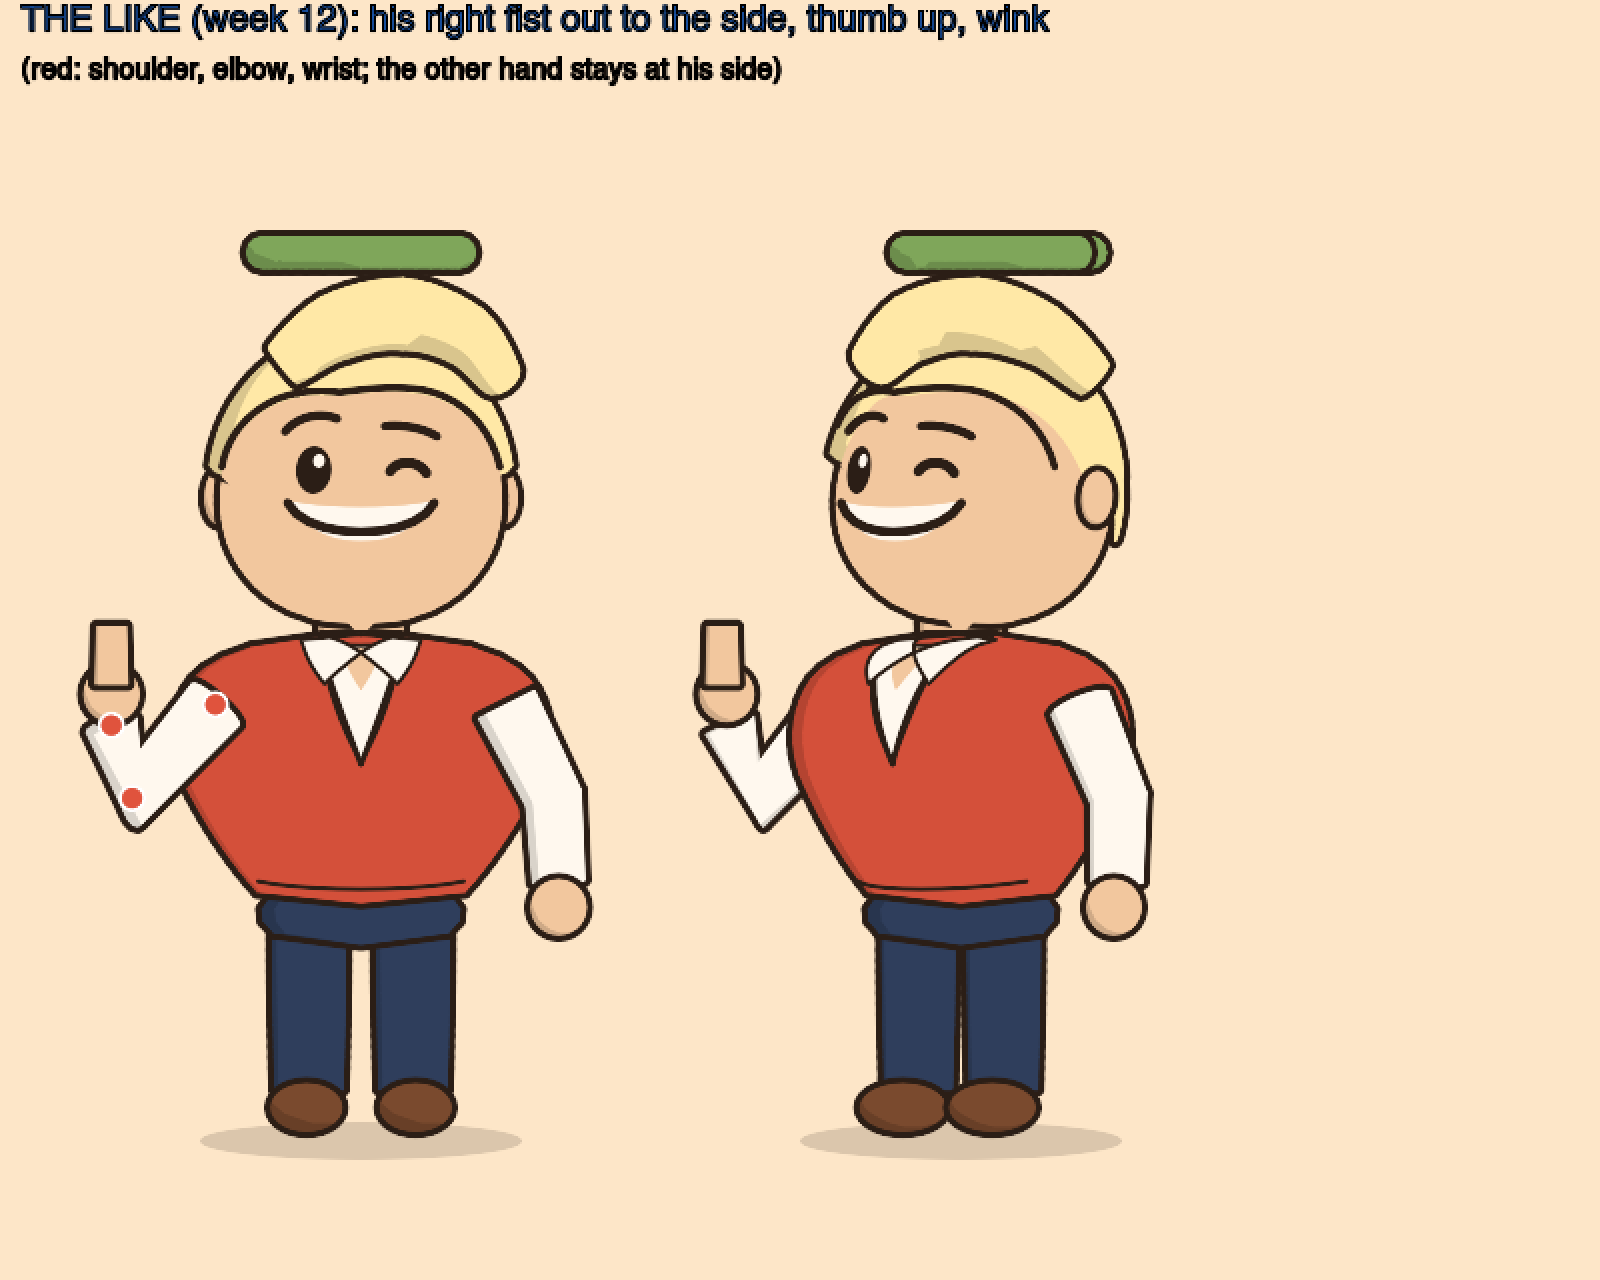 THE LIKE (week 12): his right fist out to the side, thumb up, wink
(red: shoulder, elbow, wrist; the other hand stays at his side)